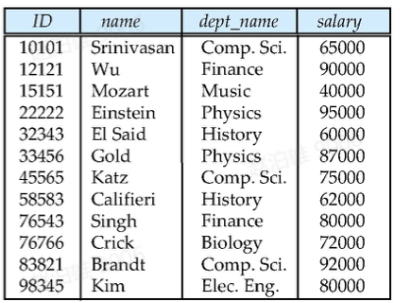 ID name dept_name salary
10101 Srinivasan Comp. Sci. 65000
12121 Wu Finance 90000
15151 Mozart Music 40000
22222 Einstein Physics 95000
32343 El Said History 60000
33456 Gold Physics 87000
45565 Katz Comp. Sci. 75000
58583 Califieri History 62000
76543 Singh Finance 80000
76766 Crick Biology 72000
83821 Brandt Comp. Sci. 92000
98345 Kim Elec. Eng. 80000